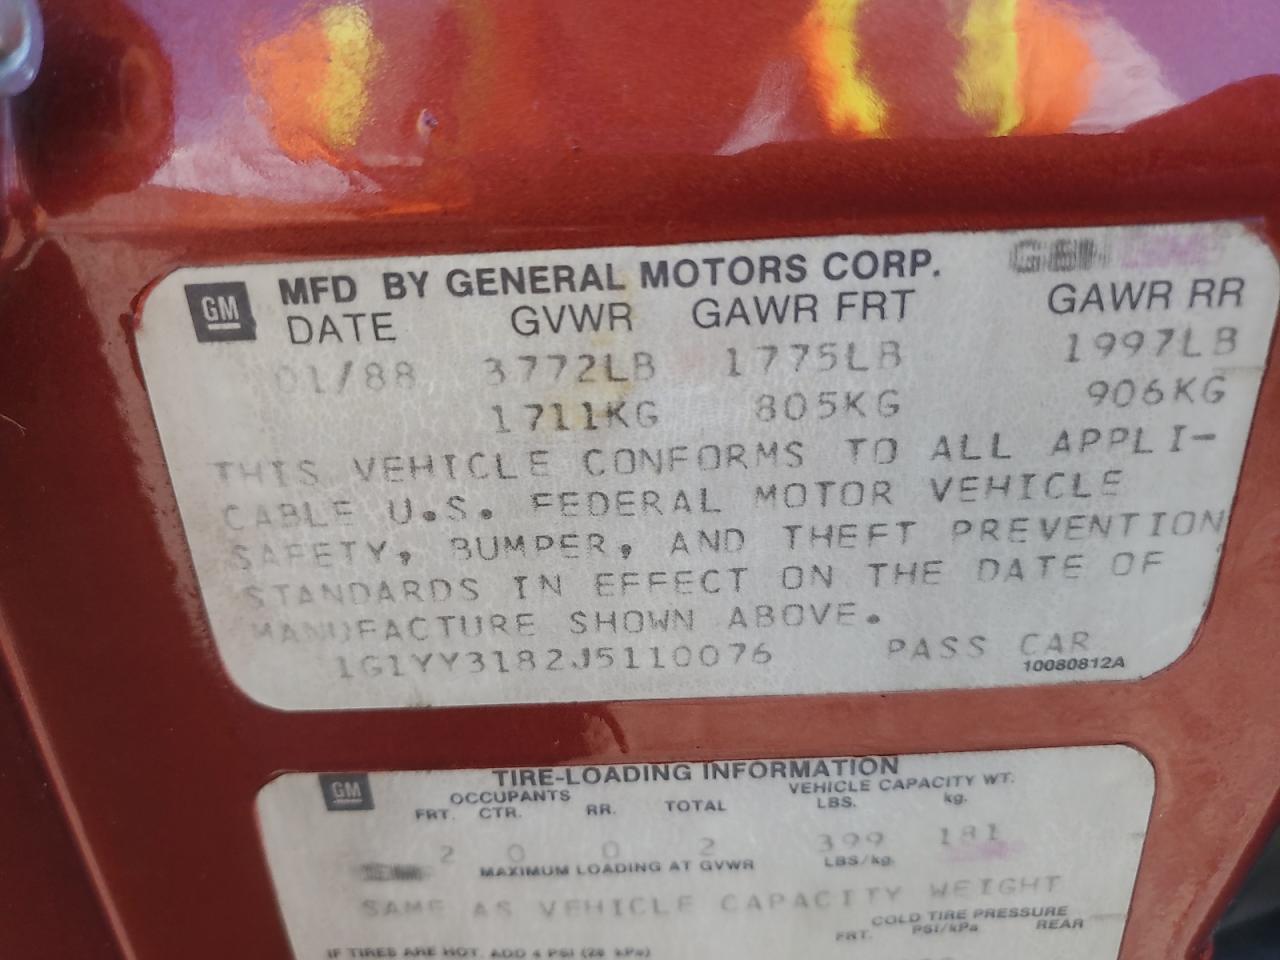 GM MFD BY GENERAL MOTORS CORP.
DATE GVWR GAWR FRT GAWR RR
01/88 3772LB 1775LB 1997LB
1711KG 805KG 906KG
THIS VEHICLE CONFORMS TO ALL APPLI-
CABLE U.S. FEDERAL MOTOR VEHICLE
SAFETY, BUMPER, AND THEFT PREVENTION
STANDARDS IN EFFECT ON THE DATE OF
MANUFACTURE SHOWN ABOVE.
1G1YY3182J5110076 PASS CAR
10080812A
GM TIRE-LOADING INFORMATION
OCCUPANTS VEHICLE CAPACITY WT.
FRT. CTR. RR. TOTAL LBS. kg.
2 0 0 2 399 181
MAXIMUM LOADING AT GVWR LBS/kg.
SAME AS VEHICLE CAPACITY WEIGHT
COLD TIRE PRESSURE
FRT. PSI/kPa REAR
IF TIRES ARE HOT, ADD 4 PSI (28 kPa)